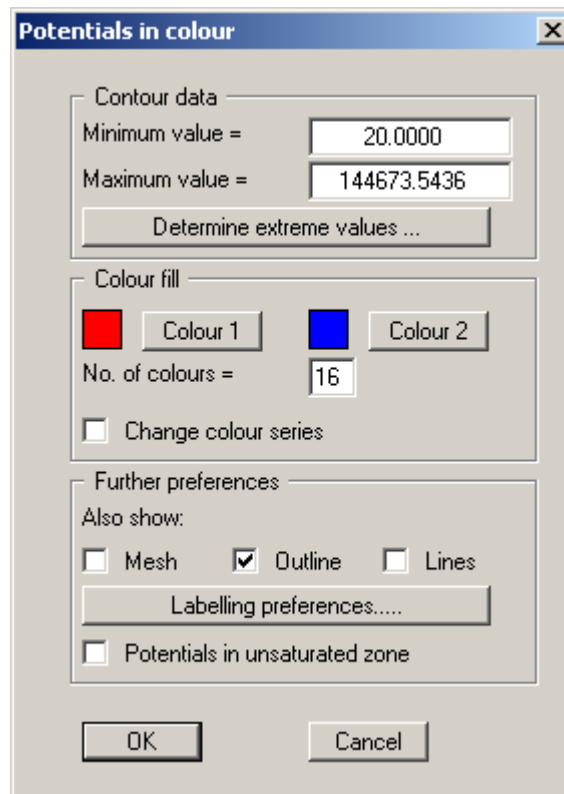 Potentials in colour
Contour data
Minimum value = 20.0000
Maximum value = 144673.5436
Determine extreme values ...
Colour fill
Colour 1 Colour 2
No. of colours = 16
Change colour series
Further preferences
Also show:
Mesh Outline Lines
Labelling preferences.....
Potentials in unsaturated zone
OK Cancel